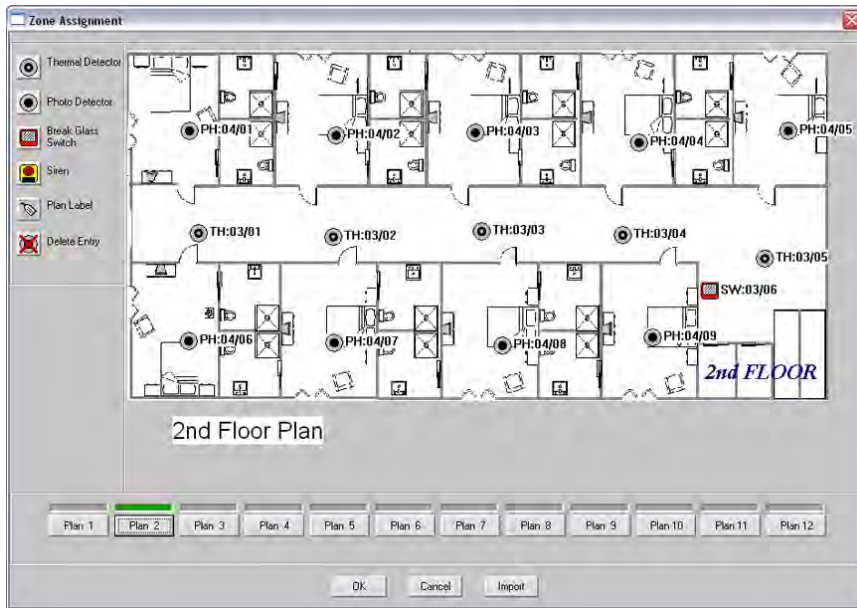 Zone Assignment
Thermal Detector
Photo Detector
Break Glass
Switch
Siren
Plan Label
Delete Entry
PH:04/01
PH:04/02
PH:04/03
PH:04/04
PH:04/05
TH:03/01
TH:03/02
TH:03/03
TH:03/04
TH:03/05
SW:03/06
PH:04/06
PH:04/07
PH:04/08
PH:04/09
2nd FLOOR
2nd Floor Plan
Plan 1
Plan 2
Plan 3
Plan 4
Plan 5
Plan 6
Plan 7
Plan 8
Plan 9
Plan 10
Plan 11
Plan 12
OK
Cancel
Import